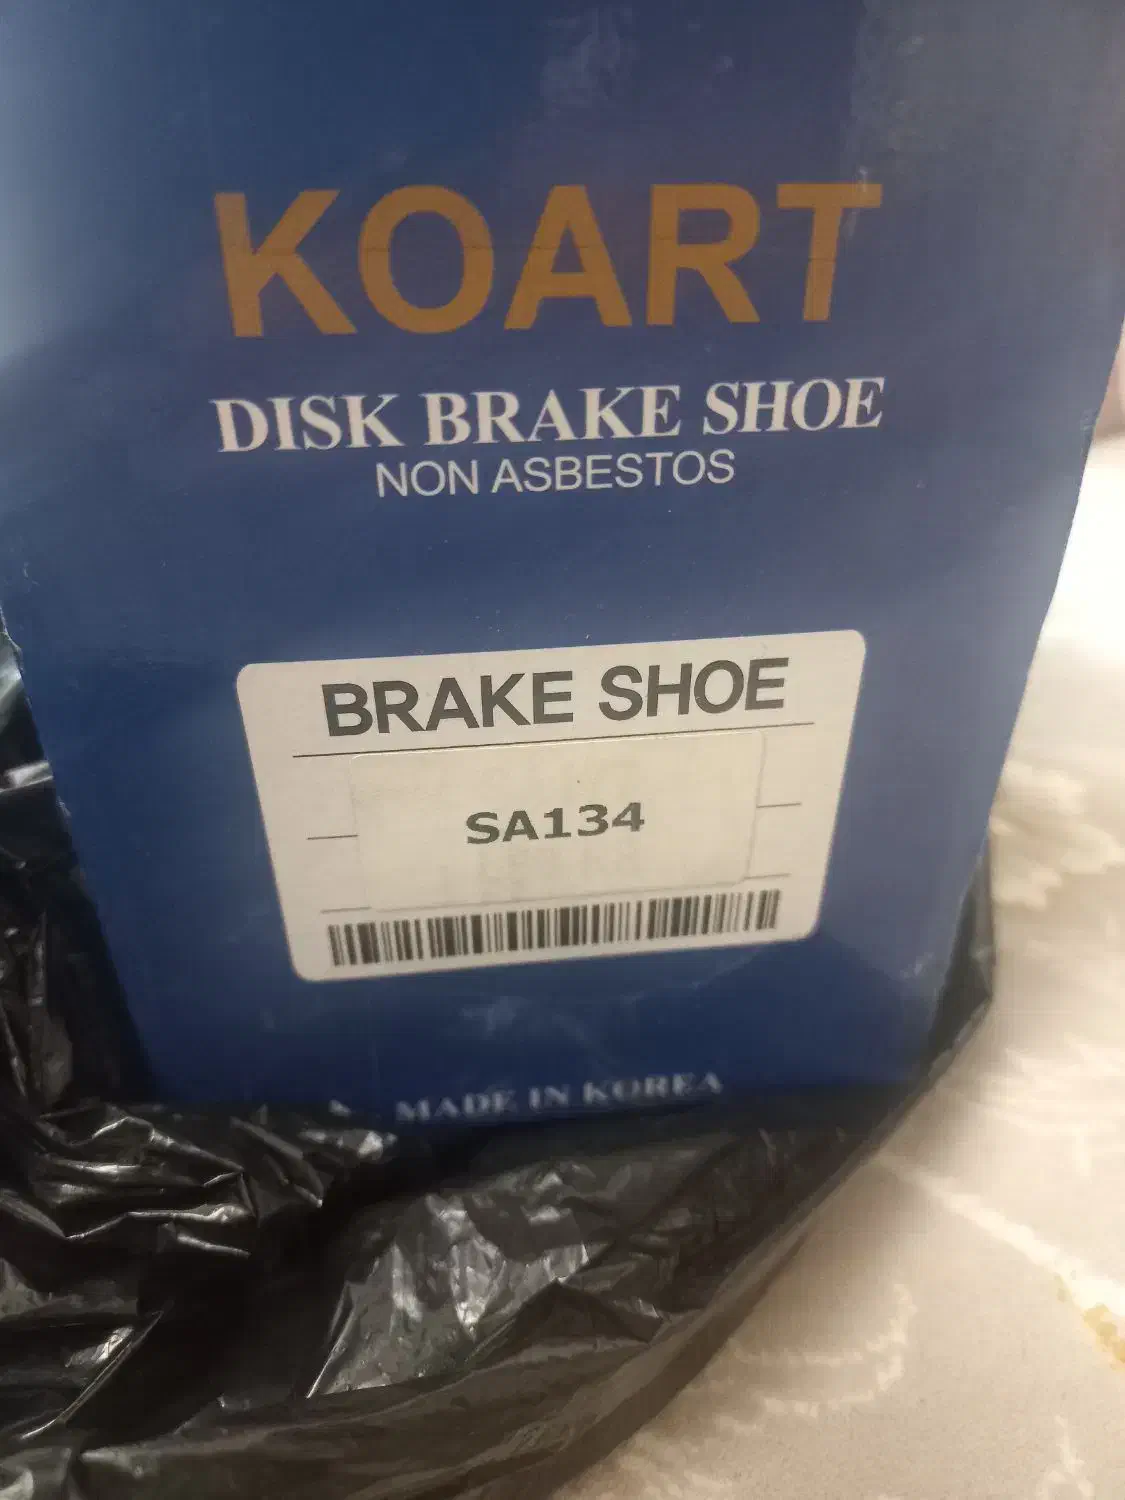 KOART
DISK BRAKE SHOE
NON ASBESTOS
BRAKE SHOE
SA134
MADE IN KOREA